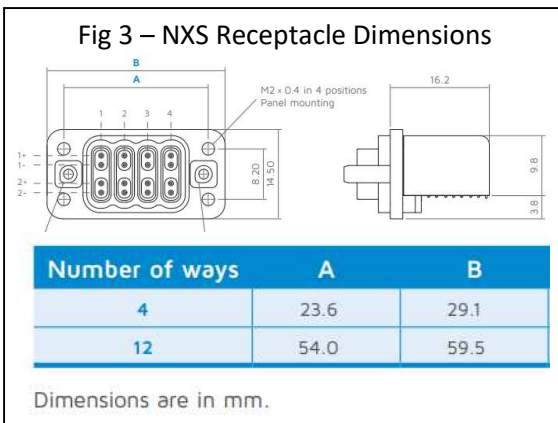 Fig 3 – NXS Receptacle Dimensions
B
A
M2 × 0.4 in 4 positions
Panel mounting
1 2 3 4
1+
1-
2+
2-
8.20
14.50
16.2
9.8
3.8
Number of ways A B
4 23.6 29.1
12 54.0 59.5
Dimensions are in mm.